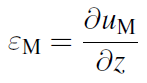 ε_M = ∂u_M / ∂z